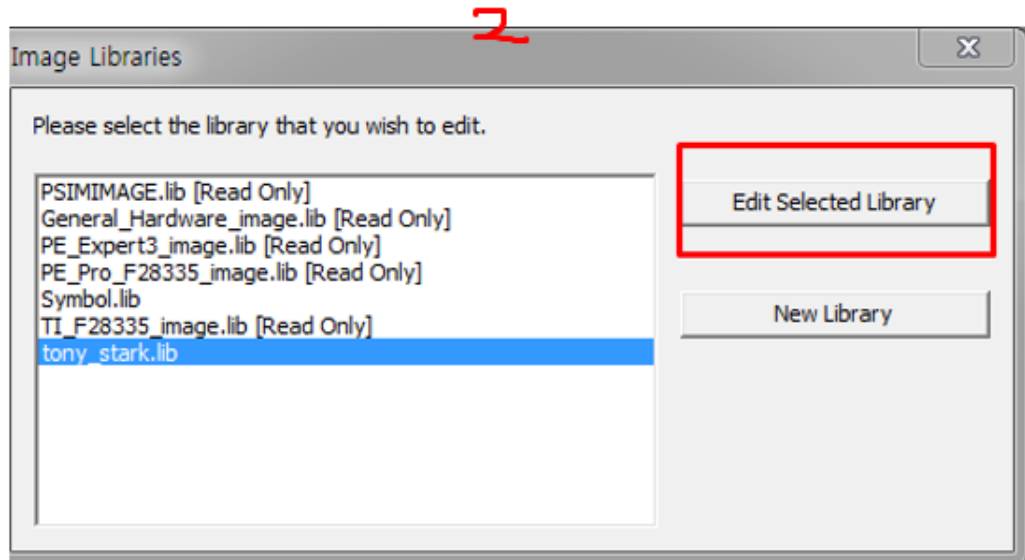 2
Image Libraries
Please select the library that you wish to edit.
PSIMIMAGE.lib [Read Only]
General_Hardware_image.lib [Read Only]
PE_Expert3_image.lib [Read Only]
PE_Pro_F28335_image.lib [Read Only]
Symbol.lib
TI_F28335_image.lib [Read Only]
tony_stark.lib
Edit Selected Library
New Library